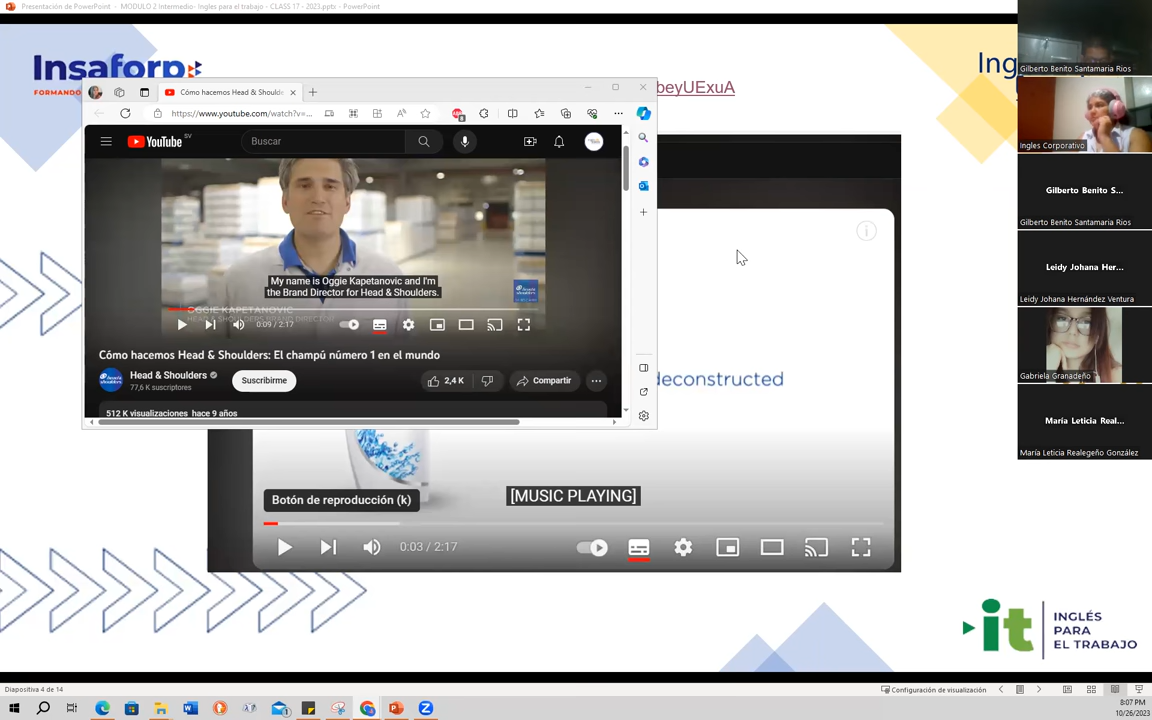 Presentación de PowerPoint - MODULO 2 Intermedio- Ingles para el trabajo - CLASS 17 - 2023.pptx - PowerPoint
Insaforp
FORMANDO
Ing
beyUExuA
Cómo hacemos Head & Shoulde
https://www.youtube.com/watch?v=...
YouTube SV
Buscar
My name is Oggie Kapetanovic and I'm
the Brand Director for Head & Shoulders.
OGGIE KAPETANOVIC
0:09 / 2:17
Cómo hacemos Head & Shoulders: El champú número 1 en el mundo
Head & Shoulders
77,6 K suscriptores
Suscribirme
2,4 K
Compartir
512 K visualizaciones hace 9 años
deconstructed
Botón de reproducción (k)
[MUSIC PLAYING]
0:03 / 2:17
it
INGLÉS
PARA
EL TRABAJO
Gilberto Benito Santamaria Rios
Ingles Corporativo
Gilberto Benito S...
Gilberto Benito Santamaria Rios
Leidy Johana Her...
Leidy Johana Hernández Ventura
Gabriela Granadeño
María Leticia Real...
María Leticia Realegeño González
Diapositiva 4 de 14
Configuración de visualización
8:07 PM
10/26/2023